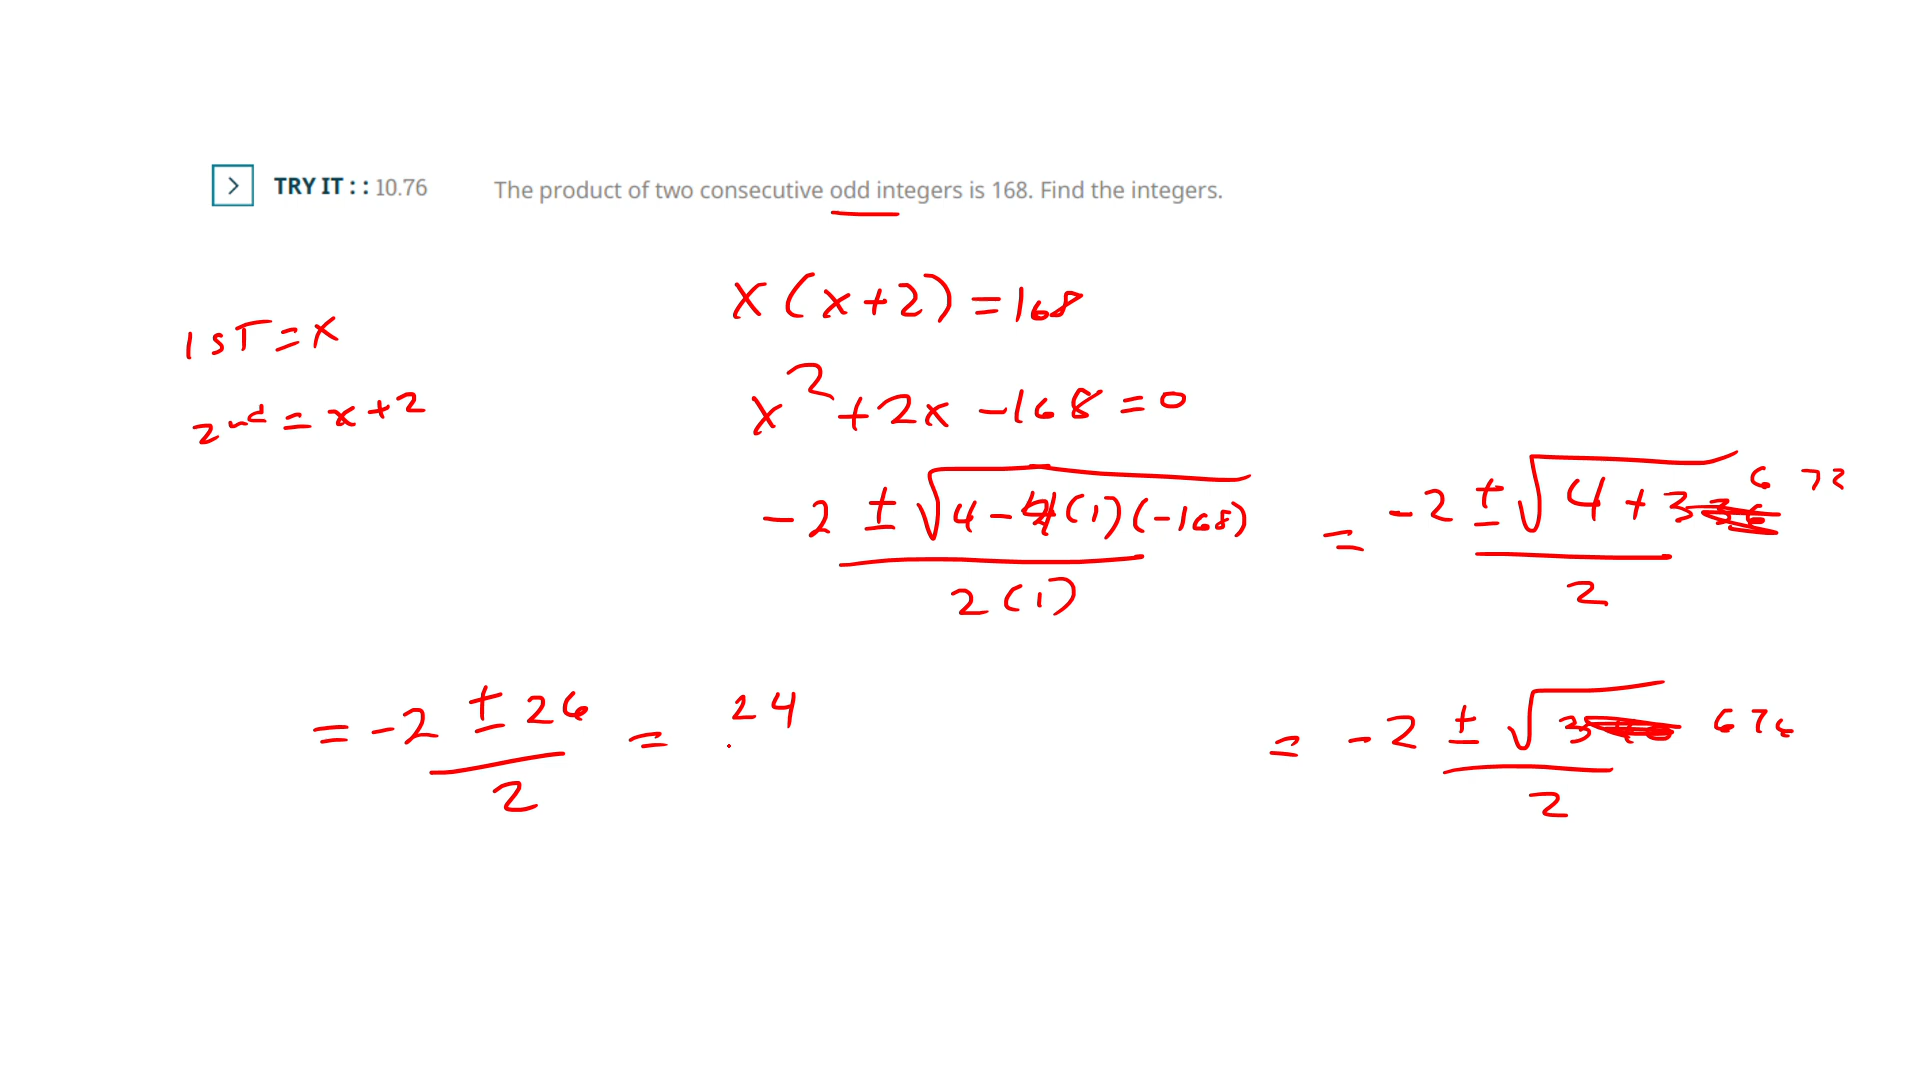 TRY IT : : 10.76 The product of two consecutive odd integers is 168. Find the integers.
x(x+2)=168
1sT=x
x²+2x-168=0
2nd=x+2
-2 ± √4-4(1)(-168) / 2(1) = -2 ± √4+ 672 / 2
= -2 ± 26 / 2 = 24
= -2 ± √ 676 / 2